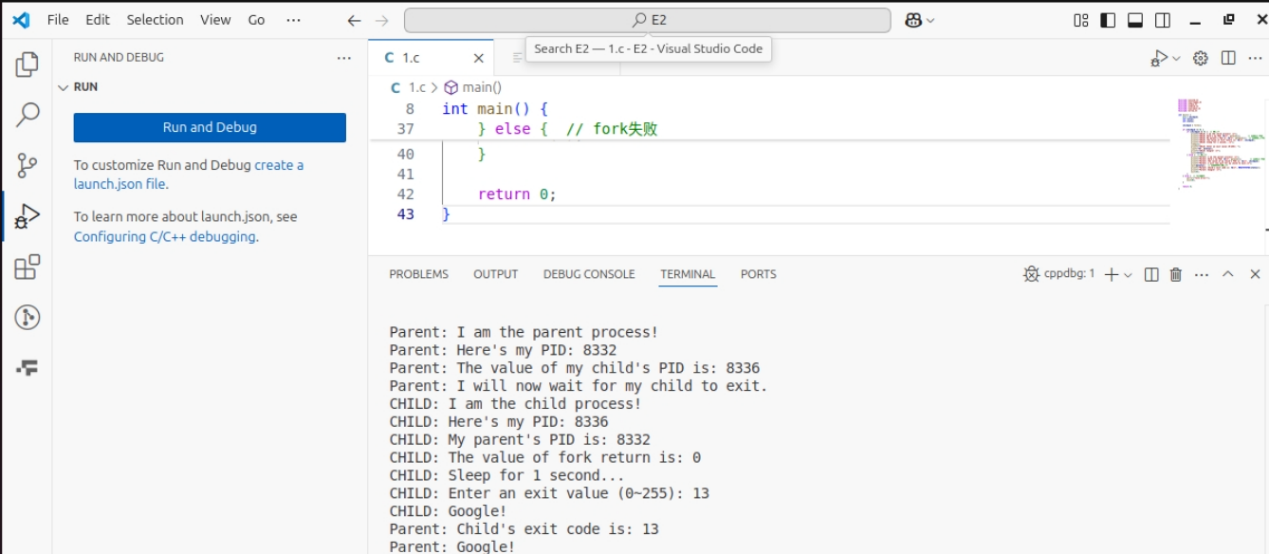 File Edit Selection View Go ··· E2
Search E2 — 1.c - E2 - Visual Studio Code
RUN AND DEBUG ···
RUN
Run and Debug
To customize Run and Debug create a
launch.json file.
To learn more about launch.json, see
Configuring C/C++ debugging.
C 1.c
C 1.c > main()
8 int main() {
37 } else { // fork失败
40 }
41
42 return 0;
43 }
PROBLEMS OUTPUT DEBUG CONSOLE TERMINAL PORTS cppdbg: 1
Parent: I am the parent process!
Parent: Here's my PID: 8332
Parent: The value of my child's PID is: 8336
Parent: I will now wait for my child to exit.
CHILD: I am the child process!
CHILD: Here's my PID: 8336
CHILD: My parent's PID is: 8332
CHILD: The value of fork return is: 0
CHILD: Sleep for 1 second...
CHILD: Enter an exit value (0~255): 13
CHILD: Google!
Parent: Child's exit code is: 13
Parent: Google!